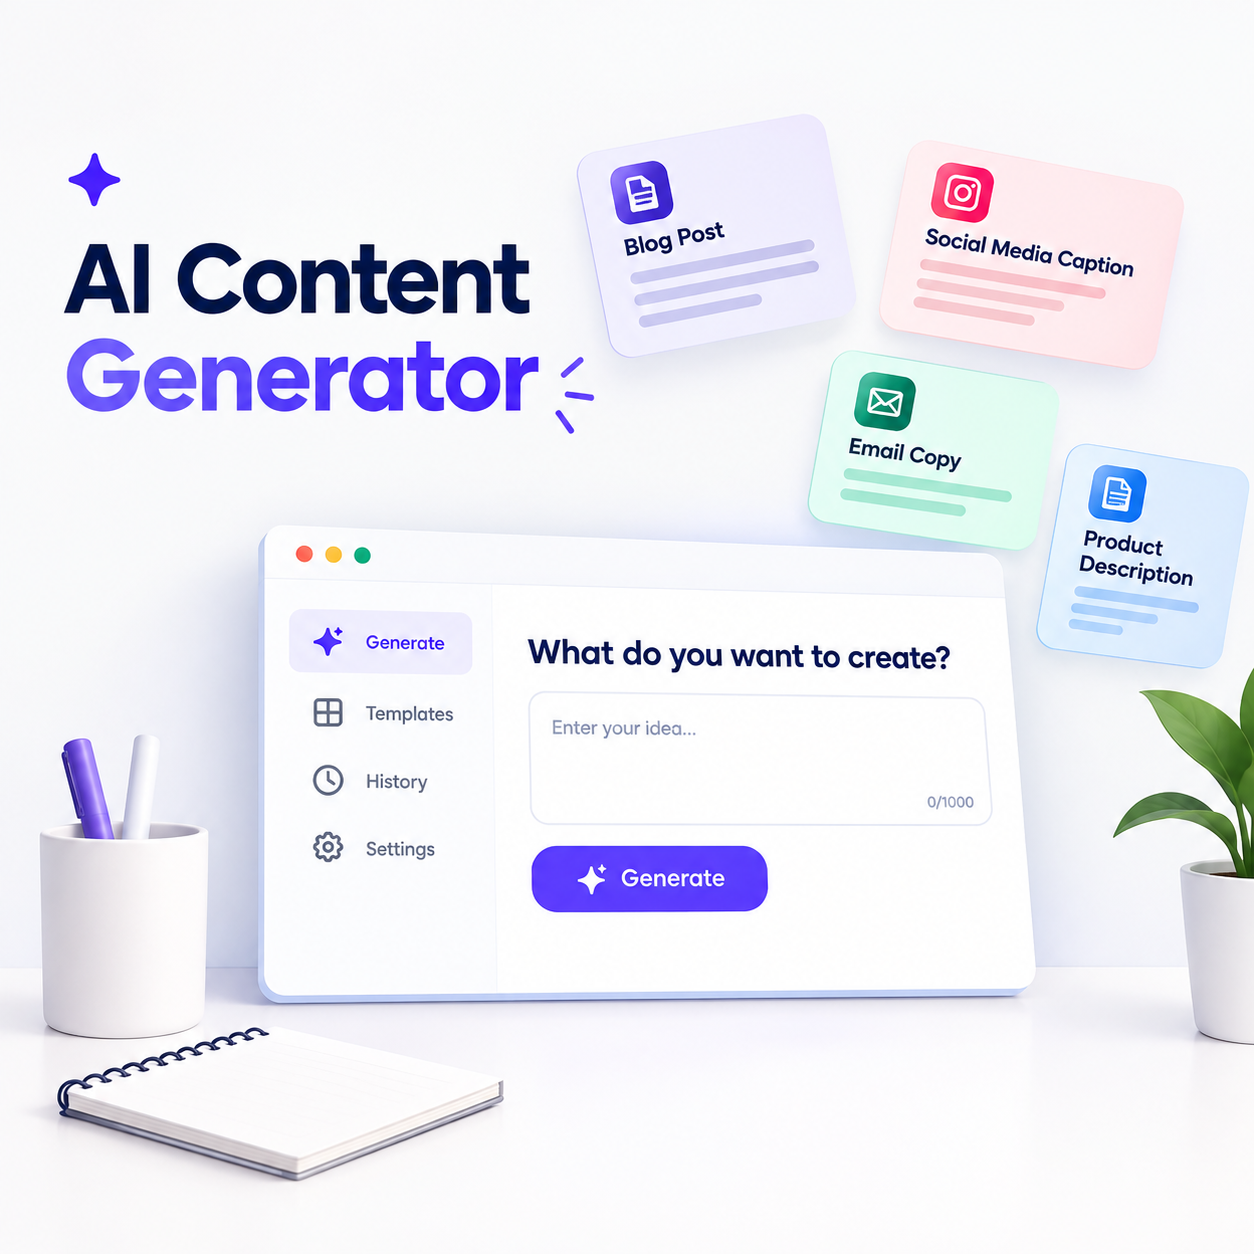 AI Content
Generator
Blog Post
Social Media Caption
Email Copy
Product
Description
Generate
Templates
History
Settings
What do you want to create?
Enter your idea...
0/1000
Generate